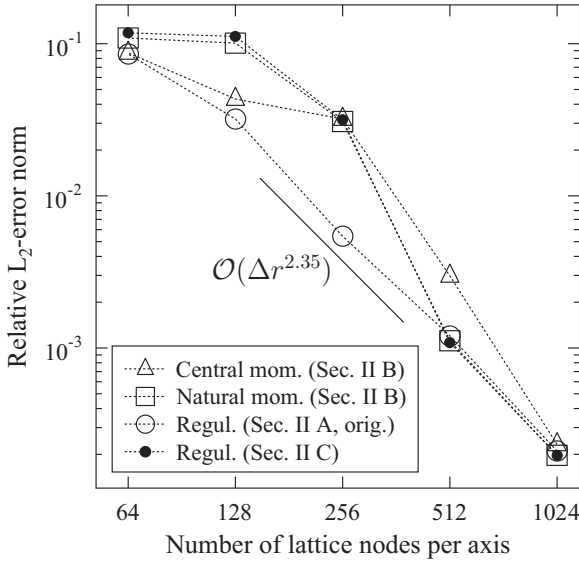 10^{-1}
10^{-2}
10^{-3}
Relative L_2-error norm
O(Δr^{2.35})
Central mom. (Sec. II B)
Natural mom. (Sec. II B)
Regul. (Sec. II A, orig.)
Regul. (Sec. II C)
64 128 256 512 1024
Number of lattice nodes per axis